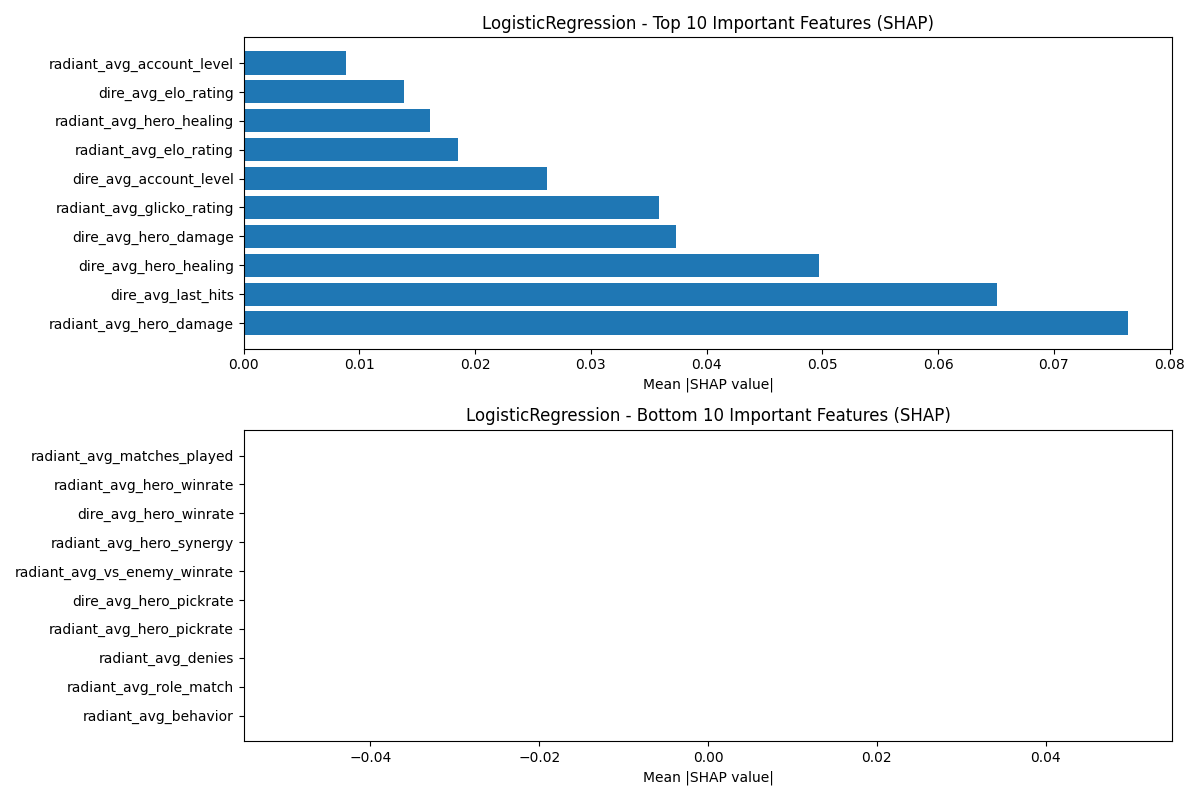 LogisticRegression - Top 10 Important Features (SHAP)
radiant_avg_account_level
dire_avg_elo_rating
radiant_avg_hero_healing
radiant_avg_elo_rating
dire_avg_account_level
radiant_avg_glicko_rating
dire_avg_hero_damage
dire_avg_hero_healing
dire_avg_last_hits
radiant_avg_hero_damage
0.00 0.01 0.02 0.03 0.04 0.05 0.06 0.07 0.08
Mean |SHAP value|
LogisticRegression - Bottom 10 Important Features (SHAP)
radiant_avg_matches_played
radiant_avg_hero_winrate
dire_avg_hero_winrate
radiant_avg_hero_synergy
radiant_avg_vs_enemy_winrate
dire_avg_hero_pickrate
radiant_avg_hero_pickrate
radiant_avg_denies
radiant_avg_role_match
radiant_avg_behavior
−0.04 −0.02 0.00 0.02 0.04
Mean |SHAP value|